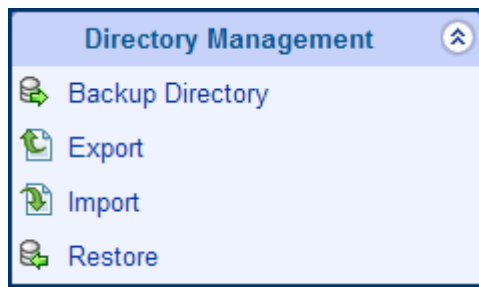 Directory Management
Backup Directory
Export
Import
Restore